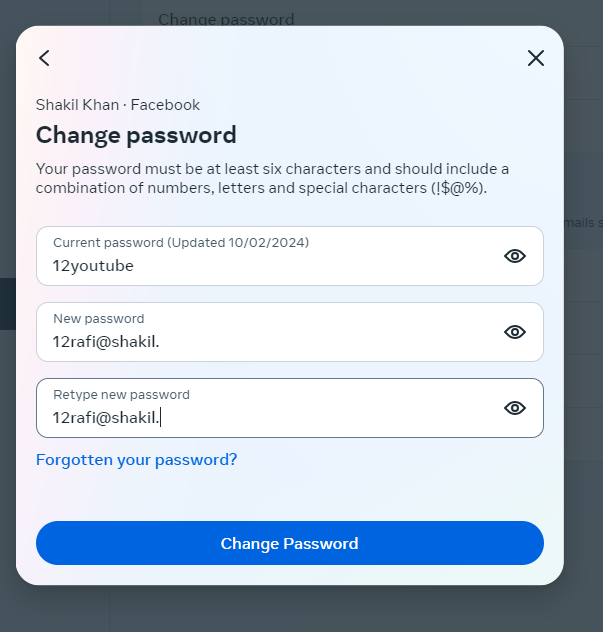 Change password
Shakil Khan · Facebook
Change password
Your password must be at least six characters and should include a
combination of numbers, letters and special characters (!$@%).
mails s
Current password (Updated 10/02/2024)
12youtube
New password
12rafi@shakil.
Retype new password
12rafi@shakil.
Forgotten your password?
Change Password